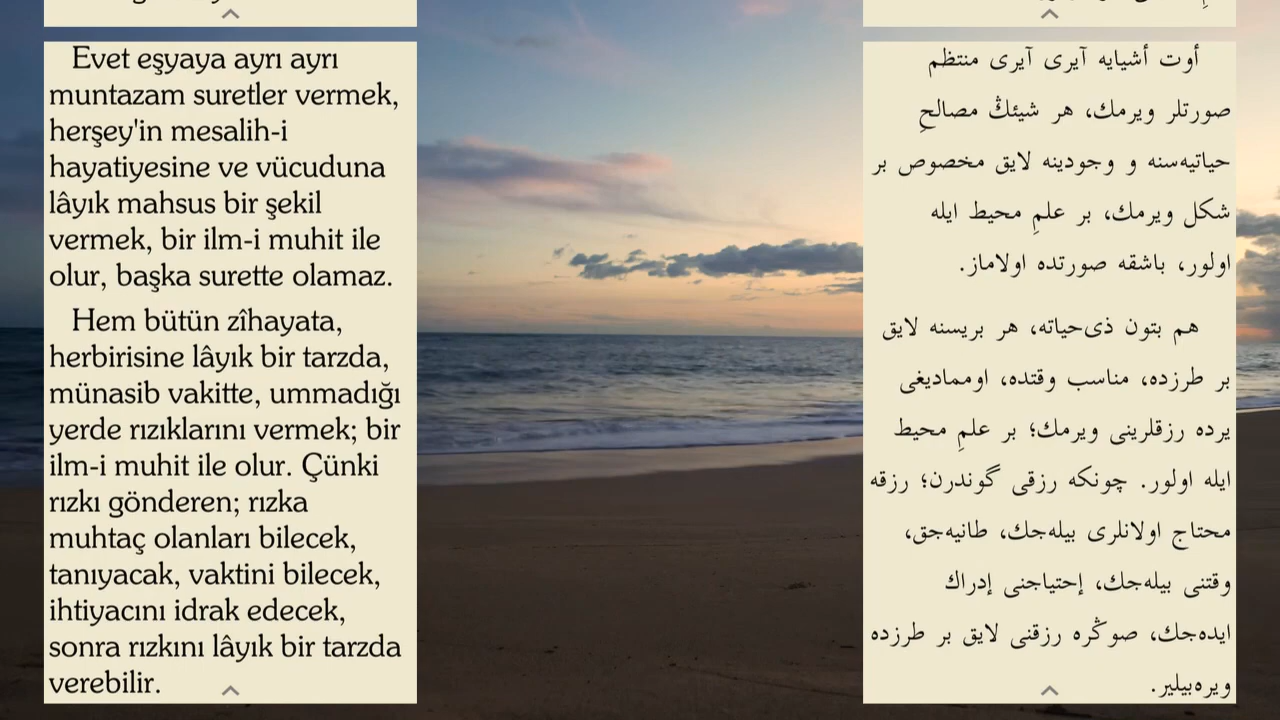 Evet eşyaya ayrı ayrı
muntazam suretler vermek,
herşey'in mesalih-i
hayatiyesine ve vücuduna
lâyık mahsus bir şekil
vermek, bir ilm-i muhit ile
olur, başka surette olamaz.
Hem bütün zîhayata,
herbirisine lâyık bir tarzda,
münasib vakitte, ummadığı
yerde rızıklarını vermek; bir
ilm-i muhit ile olur. Çünki
rızkı gönderen; rızka
muhtaç olanları bilecek,
tanıyacak, vaktini bilecek,
ihtiyacını idrak edecek,
sonra rızkını lâyık bir tarzda
verebilir.
أوت أشيايه آيرى آيرى منتظم
صورتلر ويرمك، هر شيئڭ مصالحِ
حياتيه‌سنه و وجودينه لايق مخصوص بر
شكل ويرمك، بر علمِ محيط ايله
اولور، باشقه صورتده اولاماز.
هم بتون ذى‌حياته، هر بريسنه لايق
بر طرزده، مناسب وقتده، اومماديغى
يرده رزقلرينى ويرمك؛ بر علمِ محيط
ايله اولور. چونكه رزقى گوندرن؛ رزقه
محتاج اولانلرى بيله‌جك، طانيه‌جق،
وقتنى بيله‌جك، إحتياجنى إدراك
ايده‌جك، صوڭره رزقنى لايق بر طرزده
ويره‌بيلير.